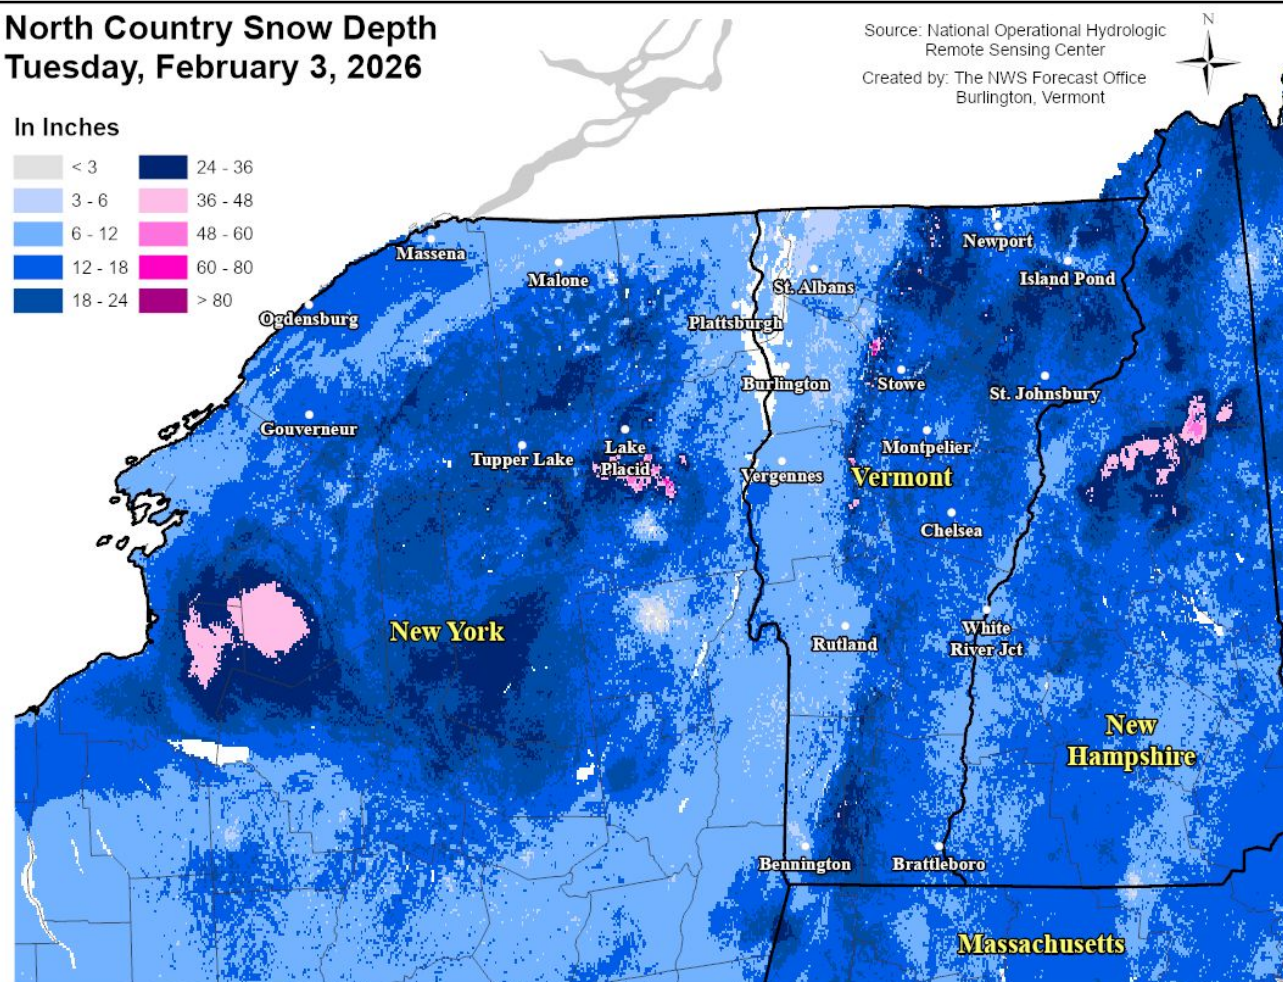 North Country Snow Depth
Tuesday, February 3, 2026
Source: National Operational Hydrologic
Remote Sensing Center
Created by: The NWS Forecast Office
Burlington, Vermont
N
In Inches
< 3
24 - 36
3 - 6
36 - 48
6 - 12
48 - 60
12 - 18
60 - 80
18 - 24
> 80
Massena
Newport
Malone
Island Pond
St. Albans
Ogdensburg
Plattsburgh
Burlington
Stowe
St. Johnsbury
Gouverneur
Tupper Lake
Lake
Placid
Montpelier
Vergennes
Vermont
Chelsea
New York
Rutland
White
River Jct
New
Hampshire
Bennington
Brattleboro
Massachusetts